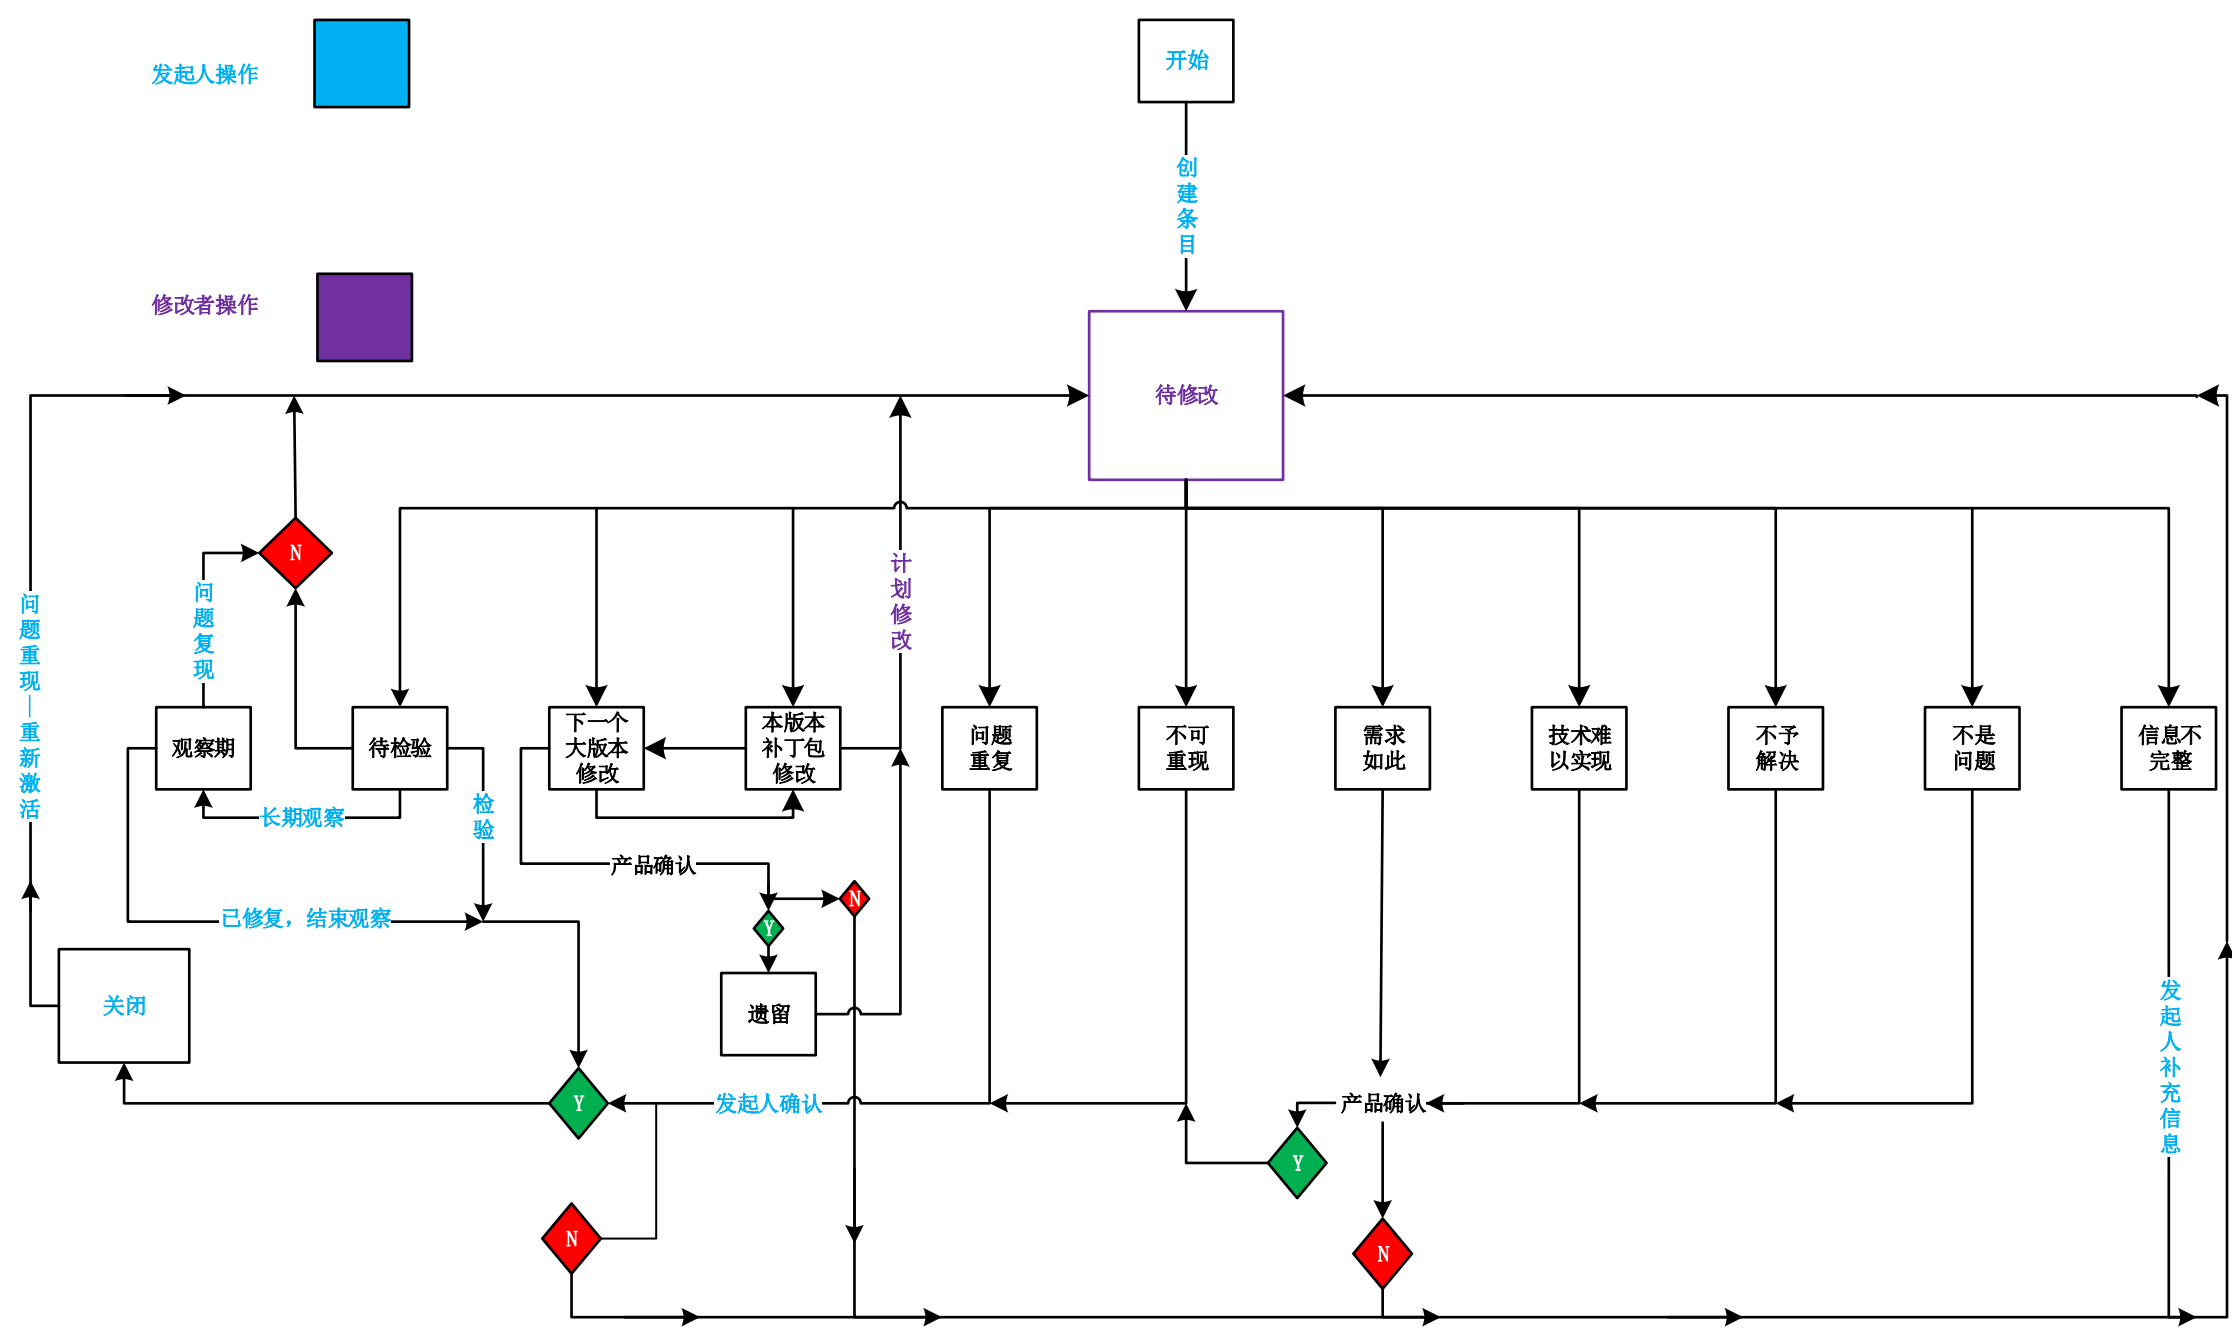 发起人操作
开始
创建条目
修改者操作
待修改
N
计划修改
问题复现
问题重现—重新激活
观察期
待检验
下一个
大版本
修改
本版本
补丁包
修改
问题
重复
不可
重现
需求
如此
技术难
以实现
不予
解决
不是
问题
信息不
完整
长期观察
检验
产品确认
N
已修复，结束观察
Y
关闭
遗留
发起人补充信息
Y
发起人确认
产品确认
Y
N
N